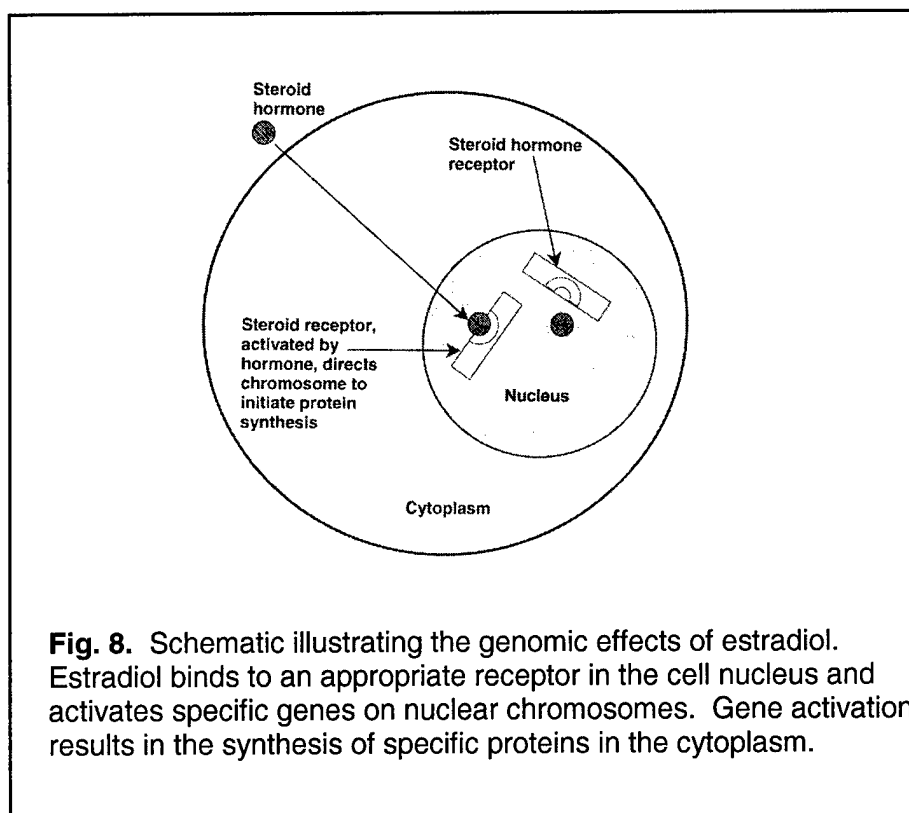 Steroid
hormone
Steroid hormone
receptor
Steroid receptor,
activated by
hormone, directs
chromosome to
initiate protein
synthesis
Nucleus
Cytoplasm
Fig. 8. Schematic illustrating the genomic effects of estradiol.
Estradiol binds to an appropriate receptor in the cell nucleus and
activates specific genes on nuclear chromosomes. Gene activation
results in the synthesis of specific proteins in the cytoplasm.